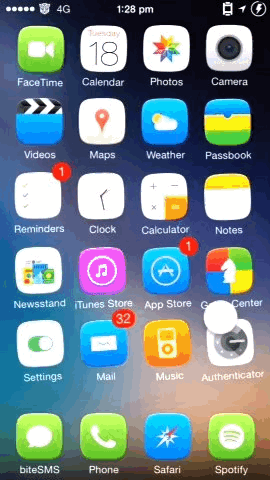 4G 1:28 pm
Tuesday
18
FaceTime Calendar Photos Camera
Videos Maps Weather Passbook
1
Reminders Clock Calculator Notes
1
Newsstand iTunes Store App Store Center
32
Settings Mail Music Authenticator
biteSMS Phone Safari Spotify